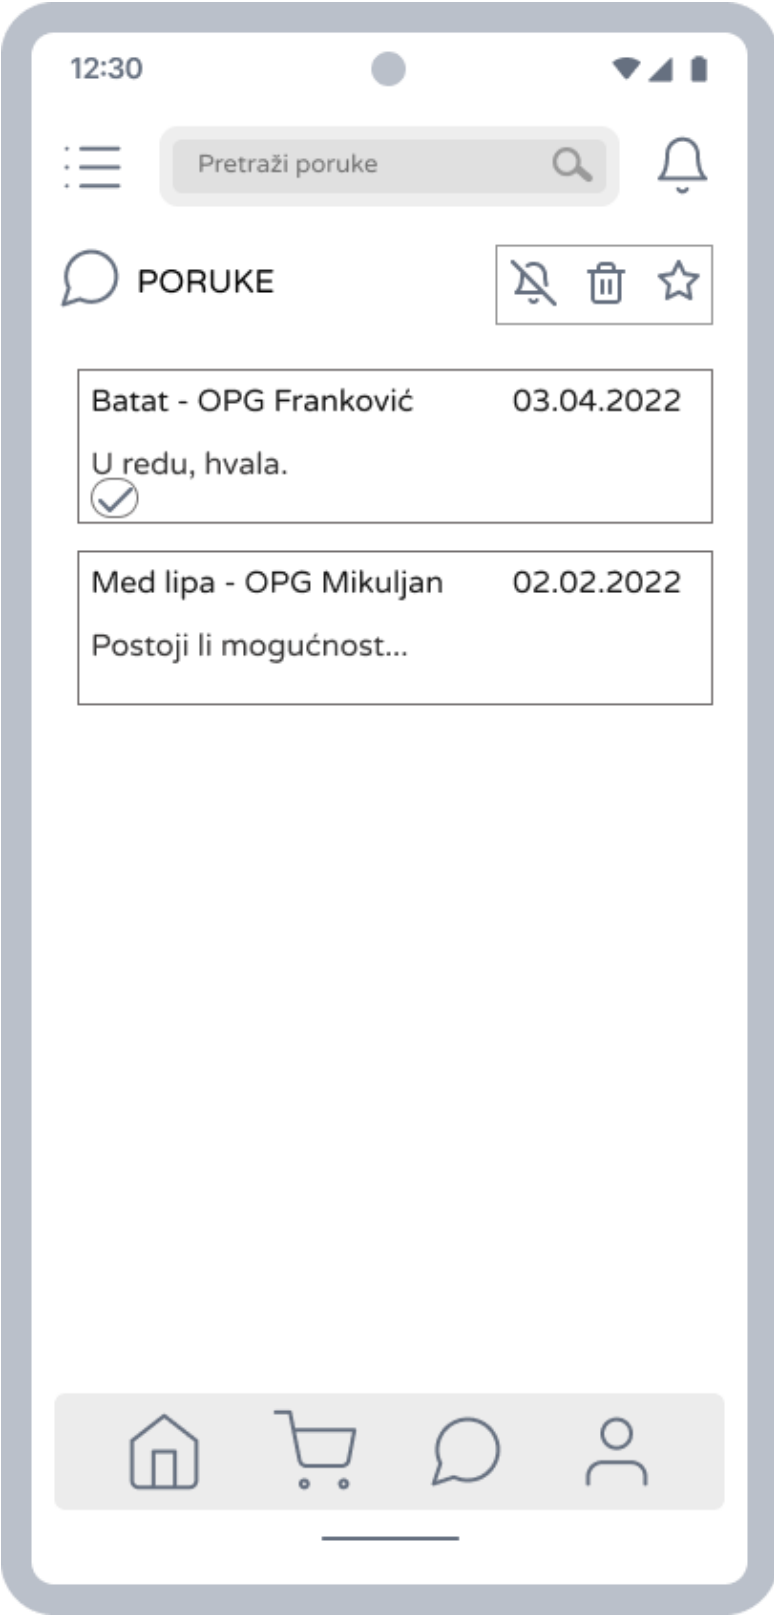 12:30
Pretraži poruke
PORUKE
Batat - OPG Franković 03.04.2022
U redu, hvala.
Med lipa - OPG Mikuljan 02.02.2022
Postoji li mogućnost...